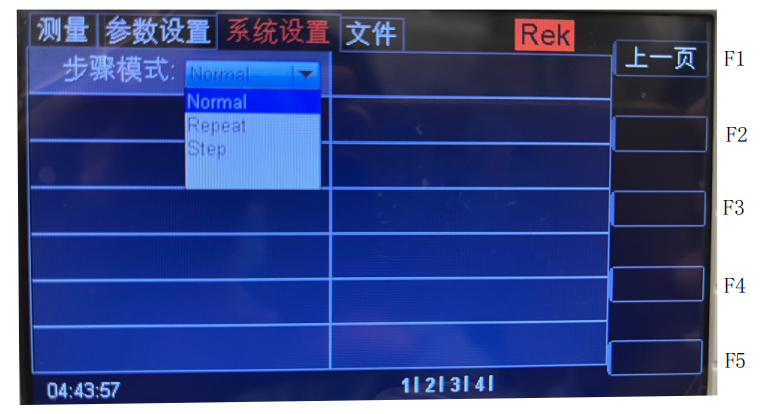 测量 参数设置 系统设置 文件 Rek
上一页 F1
步骤模式: Normal
Normal
Repeat
Step
F2
F3
F4
F5
04:43:57 1| 2| 3| 4|